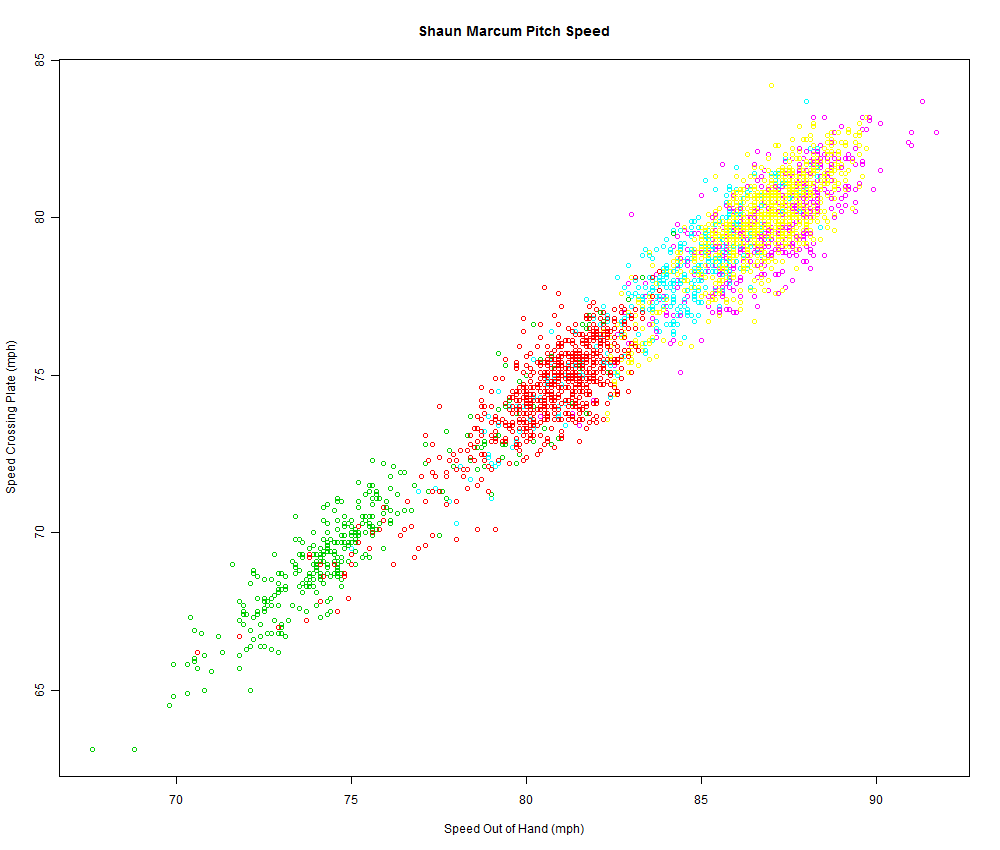 Shaun Marcum Pitch Speed
85
80
75
70
65
Speed Crossing Plate (mph)
70 75 80 85 90
Speed Out of Hand (mph)